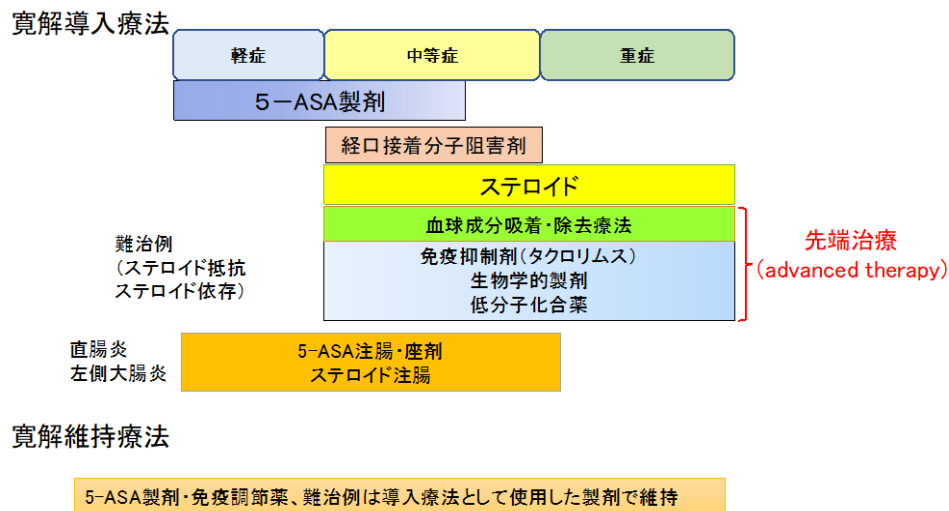 寛解導入療法
軽症
中等症
重症
5－ASA製剤
経口接着分子阻害剤
ステロイド
血球成分吸着・除去療法
難治例
(ステロイド抵抗
ステロイド依存)
免疫抑制剤(タクロリムス)
生物学的製剤
低分子化合薬
先端治療
(advanced therapy)
直腸炎
左側大腸炎
5-ASA注腸・座剤
ステロイド注腸
寛解維持療法
5-ASA製剤・免疫調節薬、難治例は導入療法として使用した製剤で維持